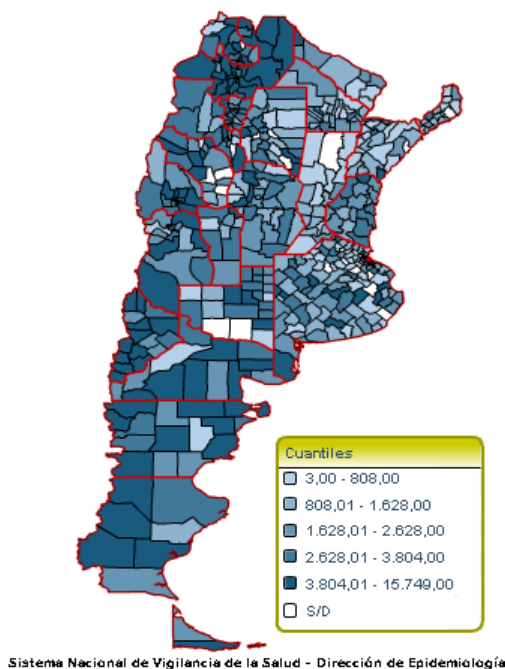 Cuantiles
3,00 - 808,00
808,01 - 1.628,00
1.628,01 - 2.628,00
2.628,01 - 3.804,00
3.804,01 - 15.749,00
S/D
Sistema Nacional de Vigilancia de la Salud - Dirección de Epidemiología